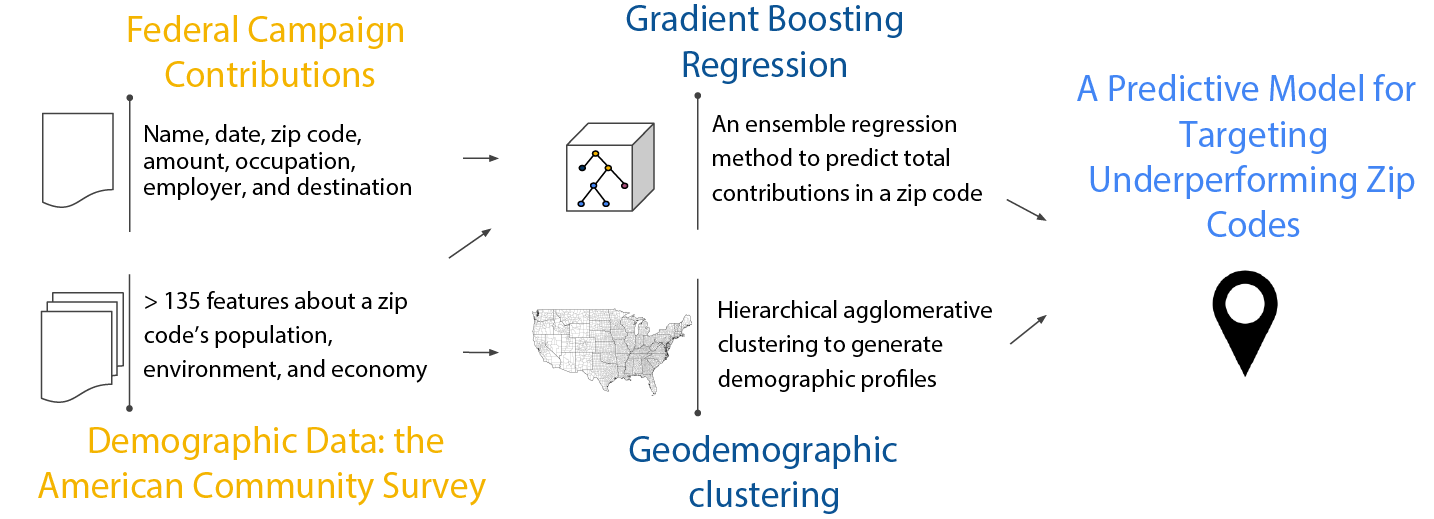 Federal Campaign
Contributions
Name, date, zip code,
amount, occupation,
employer, and destination
> 135 features about a zip
code's population,
environment, and economy
Demographic Data: the
American Community Survey
Gradient Boosting
Regression
An ensemble regression
method to predict total
contributions in a zip code
Hierarchical agglomerative
clustering to generate
demographic profiles
Geodemographic
clustering
A Predictive Model for
Targeting
Underperforming Zip
Codes